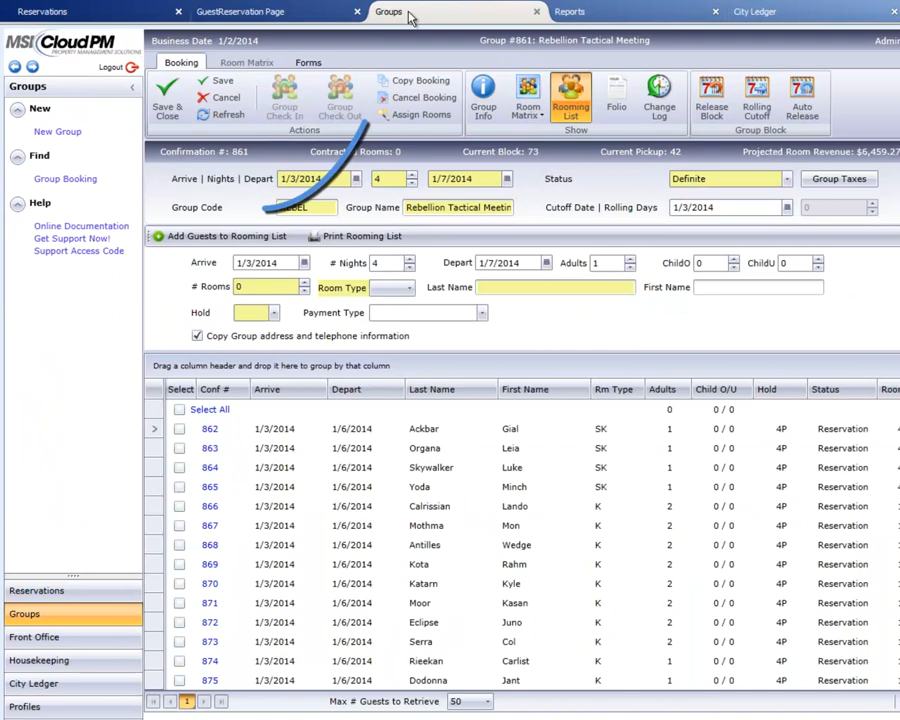 Reservations × GuestReservation Page × Groups × Reports × City Ledger ×
MSI CloudPM
PROPERTY MANAGEMENT SOLUTIONS
Logout
Groups
New
New Group
Find
Group Booking
Help
Online Documentation
Get Support Now!
Support Access Code
Reservations
Groups
Front Office
Housekeeping
City Ledger
Profiles
Business Date 1/2/2014 Group #861: Rebellion Tactical Meeting Admi
Booking Room Matrix Forms
Save & Close
Save
Cancel
Refresh
Group Check In
Group Check Out
Copy Booking
Cancel Booking
Assign Rooms
Actions
Group Info
Room Matrix
Rooming List
Folio
Change Log
Show
Release Block
Rolling Cutoff
Auto Release
Group Block
Confirmation #: 861 Contracted Rooms: 0 Current Block: 73 Current Pickup: 42 Projected Room Revenue: $6,459.2
Arrive | Nights | Depart 1/3/2014 4 1/7/2014 Status Definite Group Taxes
Group Code BEL Group Name Rebellion Tactical Meetin Cutoff Date | Rolling Days 1/3/2014 0
Add Guests to Rooming List Print Rooming List
Arrive 1/3/2014 # Nights 4 Depart 1/7/2014 Adults 1 ChildO 0 ChildU 0
# Rooms 0 Room Type Last Name First Name
Hold Payment Type
Copy Group address and telephone information
Drag a column header and drop it here to group by that column
Select Conf # Arrive Depart Last Name First Name Rm Type Adults Child O/U Hold Status Roo
Select All 0 0 / 0
862 1/3/2014 1/6/2014 Ackbar Gial SK 1 0 / 0 4P Reservation
863 1/3/2014 1/6/2014 Organa Leia SK 1 0 / 0 4P Reservation
864 1/3/2014 1/6/2014 Skywalker Luke SK 1 0 / 0 4P Reservation
865 1/3/2014 1/6/2014 Yoda Minch SK 1 0 / 0 4P Reservation
866 1/3/2014 1/6/2014 Calrissian Lando K 2 0 / 0 4P Reservation
867 1/3/2014 1/6/2014 Mothma Mon K 2 0 / 0 4P Reservation
868 1/3/2014 1/6/2014 Antilles Wedge K 2 0 / 0 4P Reservation
869 1/3/2014 1/6/2014 Kota Rahm K 2 0 / 0 4P Reservation
870 1/3/2014 1/6/2014 Katarn Kyle K 2 0 / 0 4P Reservation
871 1/3/2014 1/6/2014 Moor Kasan K 2 0 / 0 4P Reservation
872 1/3/2014 1/6/2014 Eclipse Juno K 2 0 / 0 4P Reservation
873 1/3/2014 1/6/2014 Serra Col K 2 0 / 0 4P Reservation
874 1/3/2014 1/6/2014 Rieekan Carlist K 2 0 / 0 4P Reservation
875 1/3/2014 1/6/2014 Dodonna Jant K 2 0 / 0 4P Reservation
1 Max # Guests to Retrieve 50